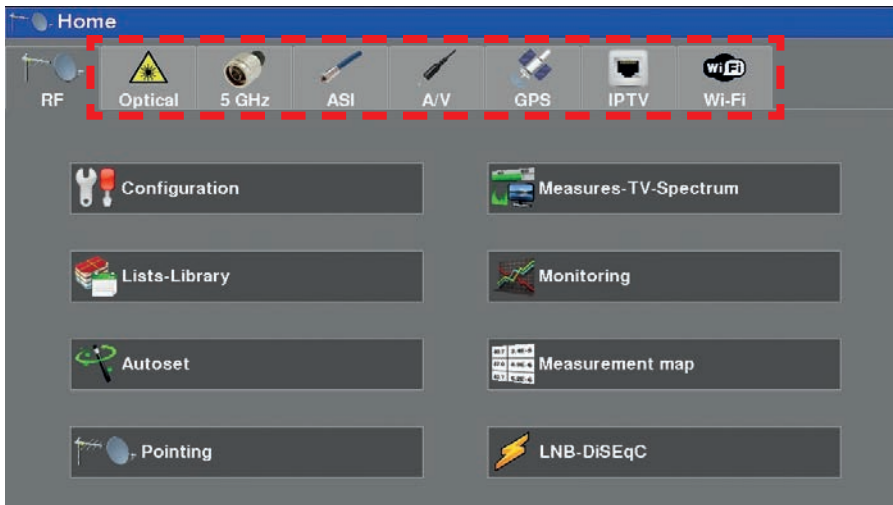 Home
RF Optical 5 GHz ASI A/V GPS IPTV Wi-Fi
Configuration
Measures-TV-Spectrum
Lists-Library
Monitoring
Autoset
Measurement map
Pointing
LNB-DiSEqC